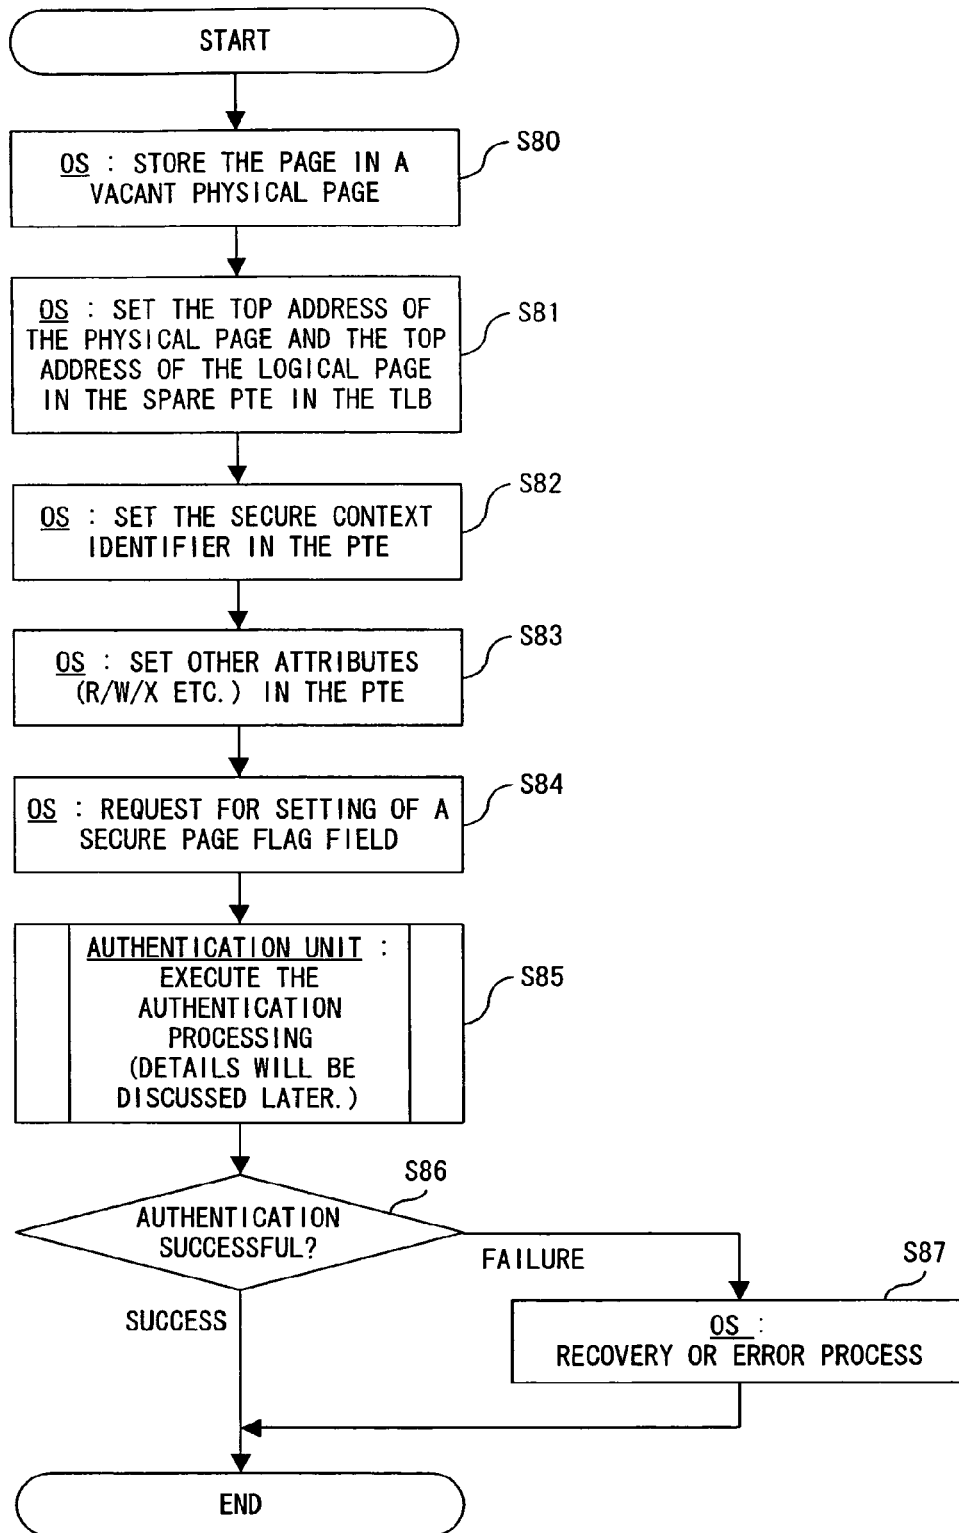 START
S80
OS : STORE THE PAGE IN A
VACANT PHYSICAL PAGE
S81
OS : SET THE TOP ADDRESS OF
THE PHYSICAL PAGE AND THE TOP
ADDRESS OF THE LOGICAL PAGE
IN THE SPARE PTE IN THE TLB
S82
OS : SET THE SECURE CONTEXT
IDENTIFIER IN THE PTE
S83
OS : SET OTHER ATTRIBUTES
(R/W/X ETC.) IN THE PTE
S84
OS : REQUEST FOR SETTING OF A
SECURE PAGE FLAG FIELD
S85
AUTHENTICATION UNIT :
EXECUTE THE
AUTHENTICATION
PROCESSING
(DETAILS WILL BE
DISCUSSED LATER.)
S86
AUTHENTICATION
SUCCESSFUL?
FAILURE
SUCCESS
S87
OS :
RECOVERY OR ERROR PROCESS
END